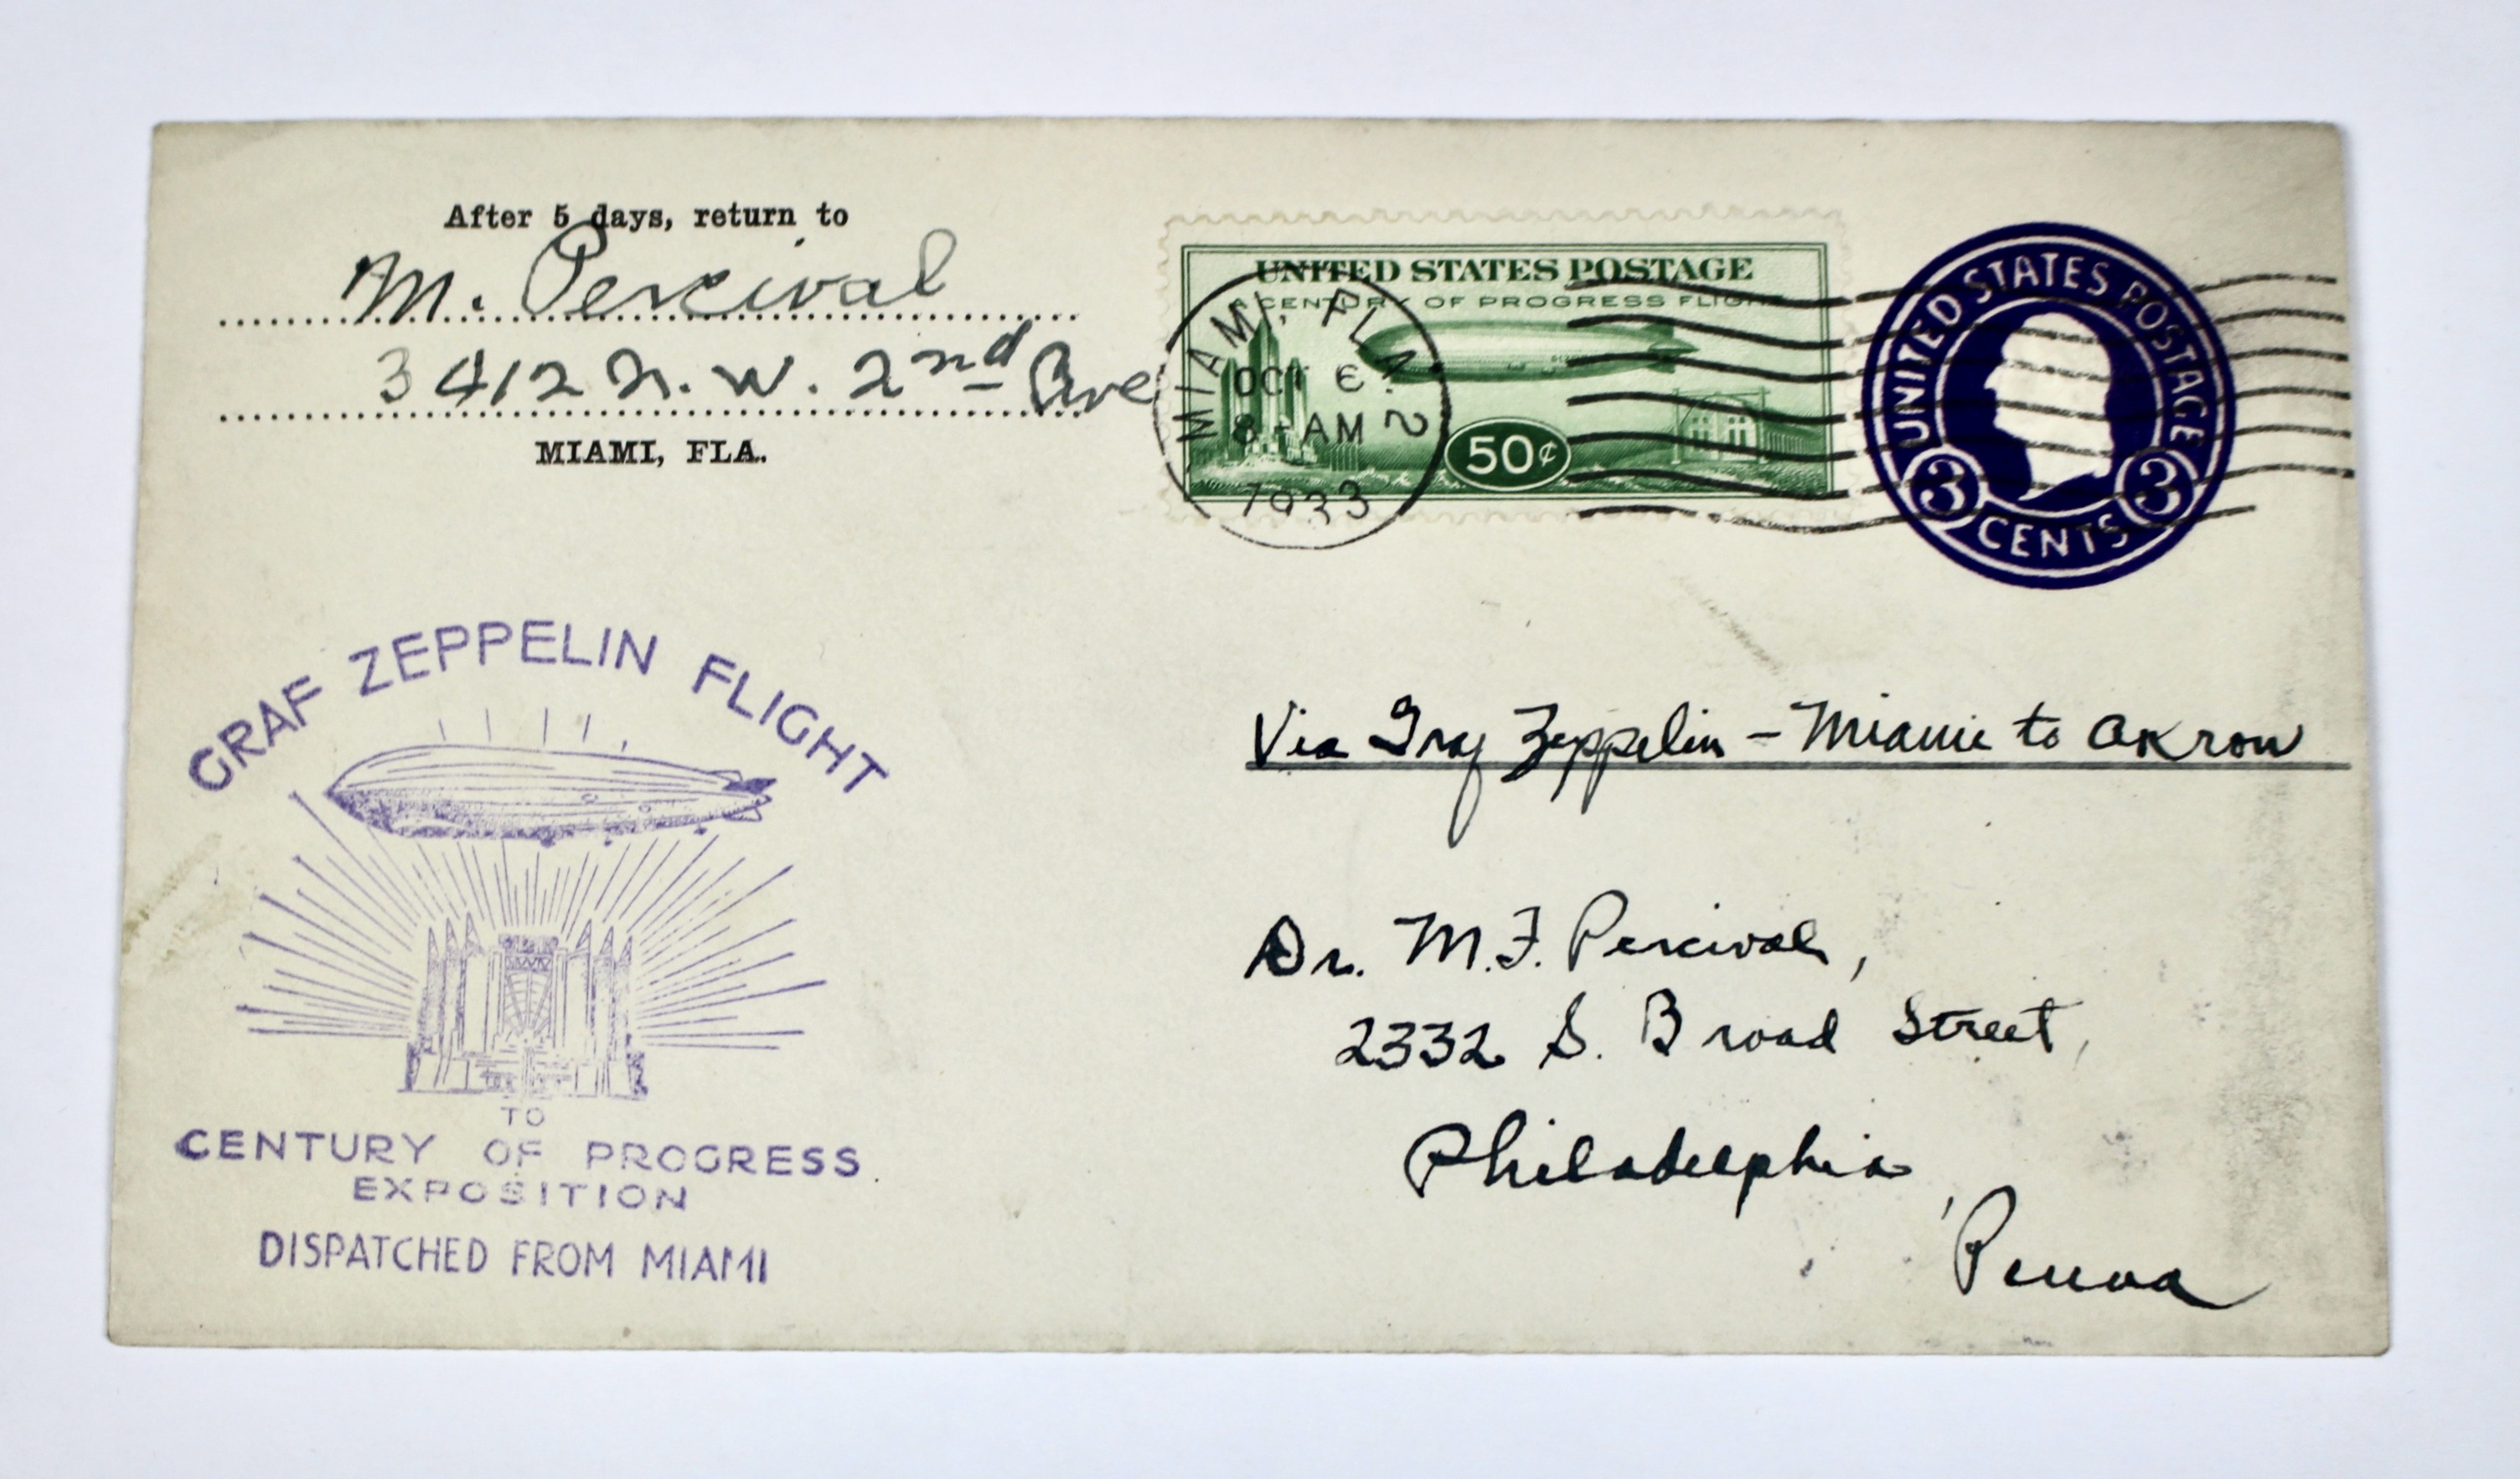 After 5 days, return to
M. Percival
3412 N. W. 2nd Ave
MIAMI, FLA.
UNITED STATES POSTAGE
A CENTURY OF PROGRESS FLIGHT
50¢
MIAMI, FLA. 2
OCT 6
8-AM
1933
UNITED STATES POSTAGE
3 CENTS 3
GRAF ZEPPELIN FLIGHT
TO
CENTURY OF PROGRESS
EXPOSITION
DISPATCHED FROM MIAMI
Via Graf Zeppelin - Miami to Akron
Dr. M.F. Percival,
2332 S. Broad Street,
Philadelphia,
Penna